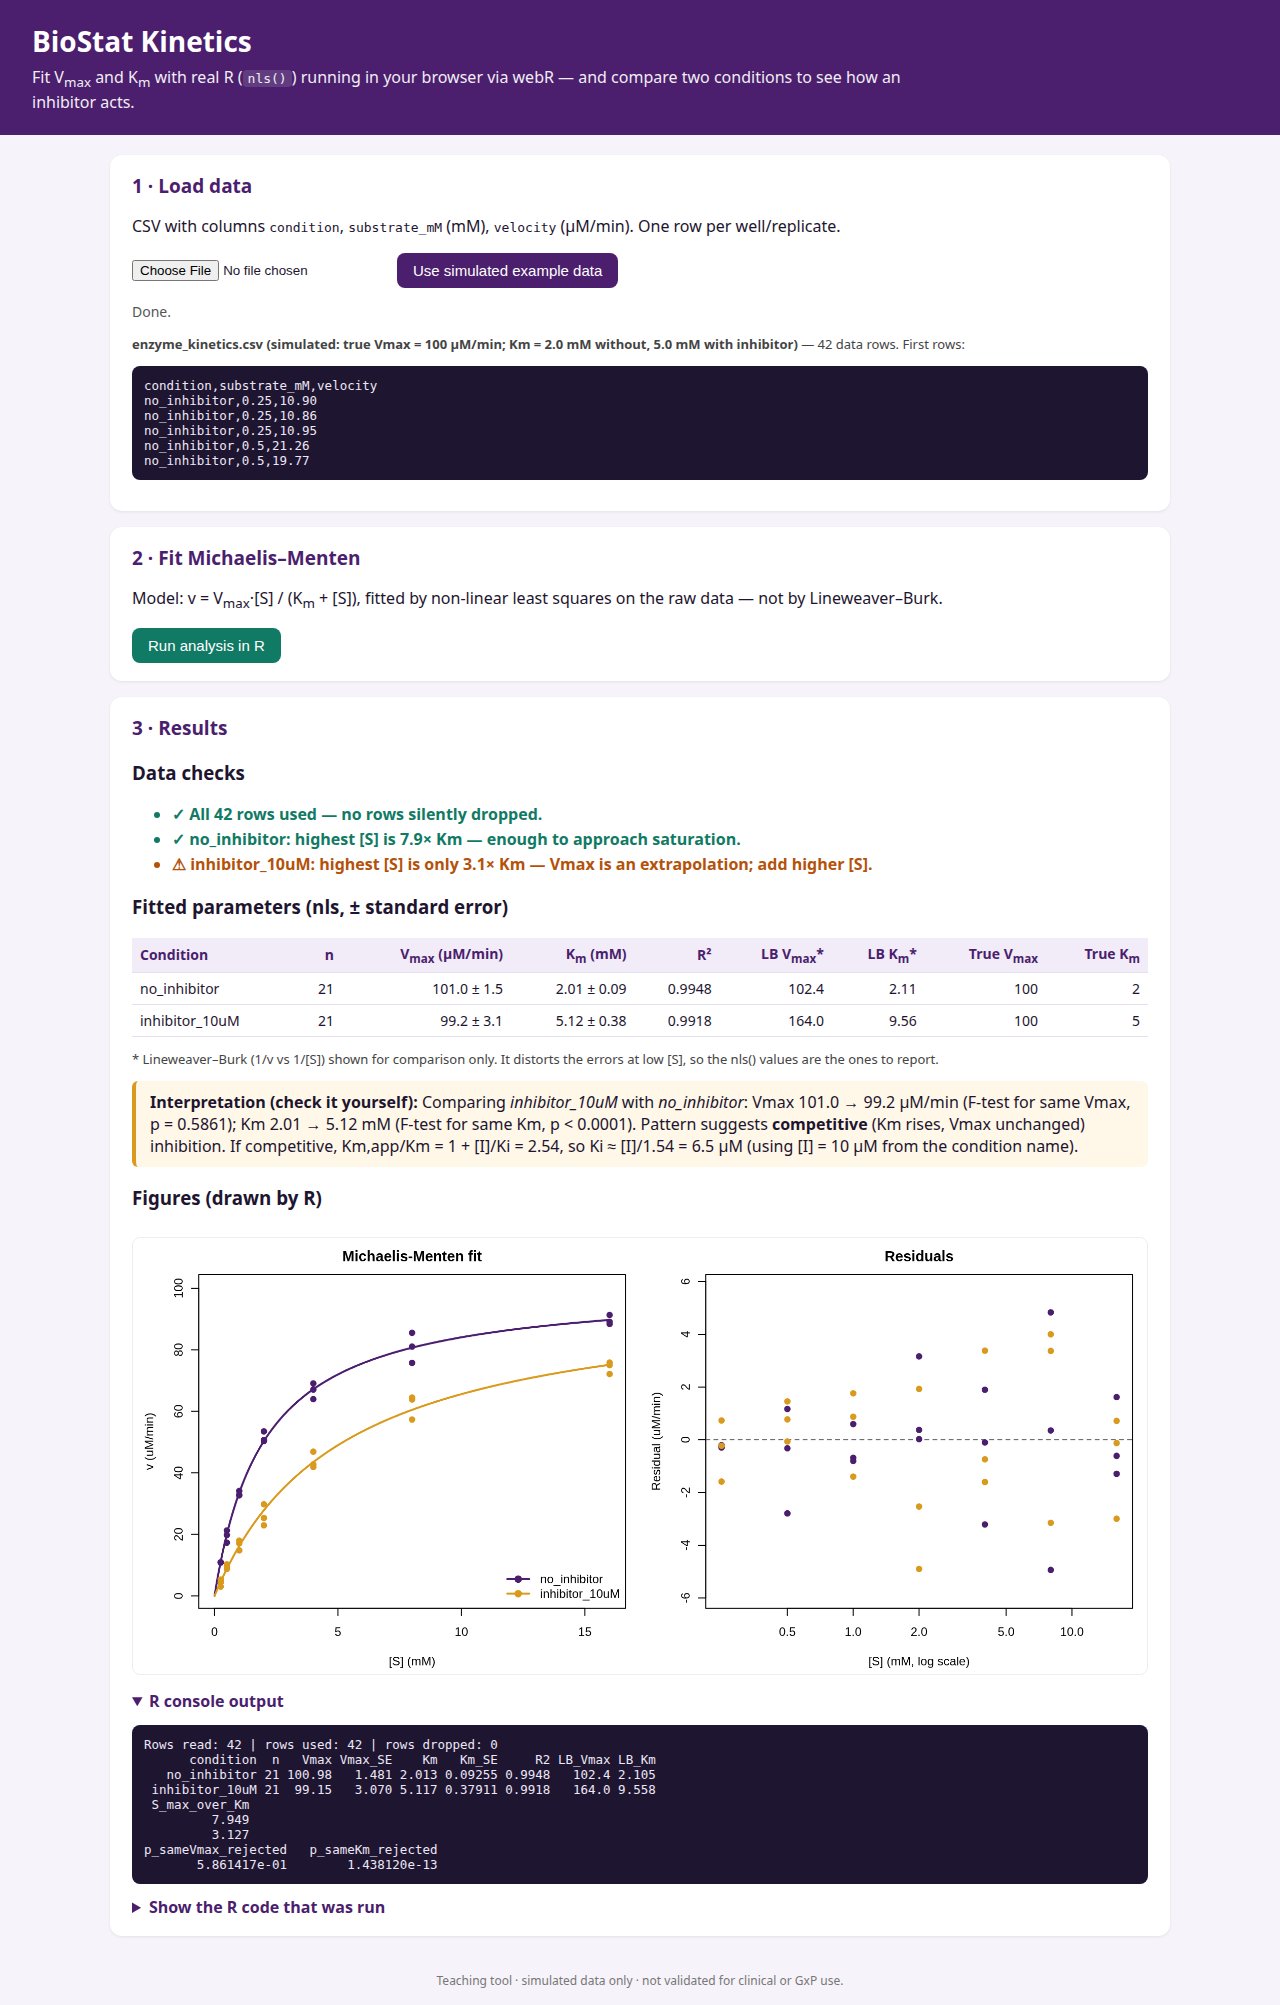 BioStat Kinetics
Fit Vmax and Km with real R ( nls() ) running in your browser via webR — and compare two conditions to see how an
inhibitor acts.
1 · Load data
CSV with columns condition, substrate_mM (mM), velocity (µM/min). One row per well/replicate.
Choose File No file chosen Use simulated example data
Done.
enzyme_kinetics.csv (simulated: true Vmax = 100 µM/min; Km = 2.0 mM without, 5.0 mM with inhibitor) — 42 data rows. First rows:
condition,substrate_mM,velocity
no_inhibitor,0.25,10.90
no_inhibitor,0.25,10.86
no_inhibitor,0.25,10.95
no_inhibitor,0.5,21.26
no_inhibitor,0.5,19.77
2 · Fit Michaelis–Menten
Model: v = Vmax·[S] / (Km + [S]), fitted by non-linear least squares on the raw data — not by Lineweaver–Burk.
Run analysis in R
3 · Results
Data checks
• ✓ All 42 rows used — no rows silently dropped.
• ✓ no_inhibitor: highest [S] is 7.9× Km — enough to approach saturation.
• ⚠ inhibitor_10uM: highest [S] is only 3.1× Km — Vmax is an extrapolation; add higher [S].
Fitted parameters (nls, ± standard error)
Condition n Vmax (µM/min) Km (mM) R² LB Vmax* LB Km* True Vmax True Km
no_inhibitor 21 101.0 ± 1.5 2.01 ± 0.09 0.9948 102.4 2.11 100 2
inhibitor_10uM 21 99.2 ± 3.1 5.12 ± 0.38 0.9918 164.0 9.56 100 5
* Lineweaver–Burk (1/v vs 1/[S]) shown for comparison only. It distorts the errors at low [S], so the nls() values are the ones to report.
Interpretation (check it yourself): Comparing inhibitor_10uM with no_inhibitor: Vmax 101.0 → 99.2 µM/min (F-test for same Vmax,
p = 0.5861); Km 2.01 → 5.12 mM (F-test for same Km, p < 0.0001). Pattern suggests competitive (Km rises, Vmax unchanged)
inhibition. If competitive, Km,app/Km = 1 + [I]/Ki = 2.54, so Ki ≈ [I]/1.54 = 6.5 µM (using [I] = 10 µM from the condition name).
Figures (drawn by R)
Michaelis-Menten fit
v (uM/min)
100
80
60
40
20
0
no_inhibitor
inhibitor_10uM
0 5 10 15
[S] (mM)
Residuals
Residual (uM/min)
6
4
2
0
-2
-4
-6
0.5 1.0 2.0 5.0 10.0
[S] (mM, log scale)
▼ R console output
Rows read: 42 | rows used: 42 | rows dropped: 0
condition n Vmax Vmax_SE Km Km_SE R2 LB_Vmax LB_Km
no_inhibitor 21 100.98 1.481 2.013 0.09255 0.9948 102.4 2.105
inhibitor_10uM 21 99.15 3.070 5.117 0.37911 0.9918 164.0 9.558
S_max_over_Km
7.949
3.127
p_sameVmax_rejected p_sameKm_rejected
5.861417e-01 1.438120e-13
▶ Show the R code that was run
Teaching tool · simulated data only · not validated for clinical or GxP use.